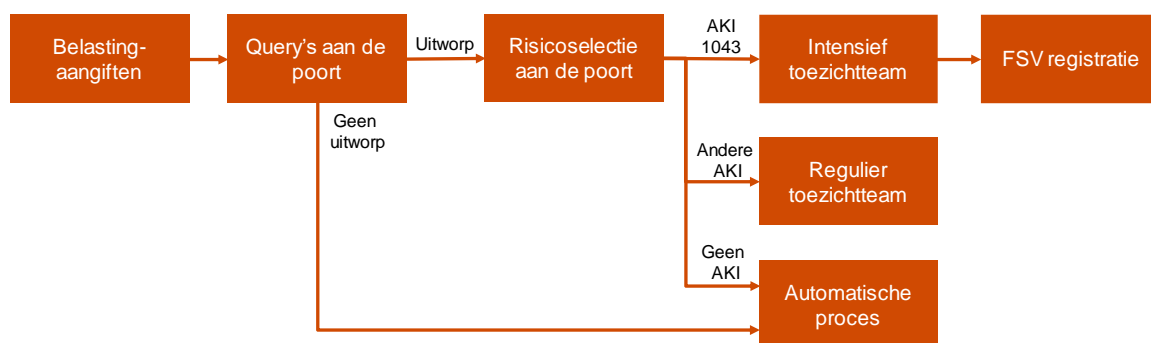 Belasting-
aangiften
Query's aan de
poort
Uitworp
Risicoselectie
aan de poort
AKI
1043
Intensief
toezichtteam
FSV registratie
Geen
uitworp
Andere
AKI
Regulier
toezichtteam
Geen
AKI
Automatische
proces